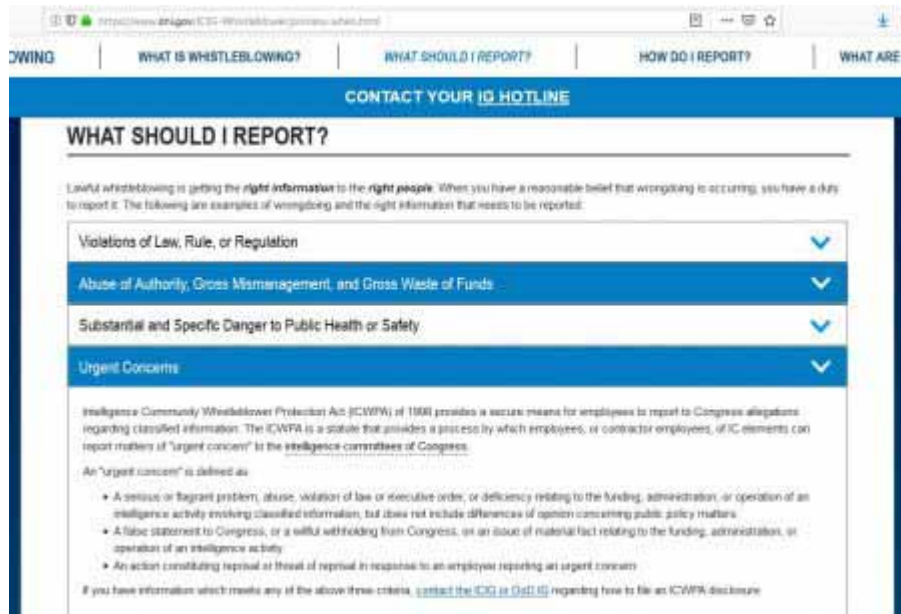 OWING
WHAT IS WHISTLEBLOWING?
WHAT SHOULD I REPORT?
HOW DO I REPORT?
WHAT ARE
CONTACT YOUR IG HOTLINE
WHAT SHOULD I REPORT?
Lawful whistleblowing is getting the right information to the right people. When you have a reasonable belief that wrongdoing is occurring, you have a duty
to report it. The following are examples of wrongdoing and the right information that needs to be reported.
Violations of Law, Rule, or Regulation
Abuse of Authority, Gross Mismanagement, and Gross Waste of Funds
Substantial and Specific Danger to Public Health or Safety
Urgent Concerns
Intelligence Community Whistleblower Protection Act (ICWPA) of 1998 provides a secure means for employees to report to Congress allegations
regarding classified information. The ICWPA is a statute that provides a process by which employees, or contractor employees, of IC elements can
report matters of "urgent concern" to the intelligence committees of Congress.
An "urgent concern" is defined as
• A serious or flagrant problem, abuse, violation of law or executive order, or deficiency relating to the funding, administration, or operation of an
intelligence activity involving classified information, but does not include differences of opinion concerning public policy matters
• A false statement to Congress, or a willful withholding from Congress, on an issue of material fact relating to the funding, administration, or
operation of an intelligence activity
• An action constituting reprisal or threat of reprisal in response to an employee reporting an urgent concern
If you have information which meets any of the above three criteria, contact the ICIG or DoD IG regarding how to file an ICWPA disclosure